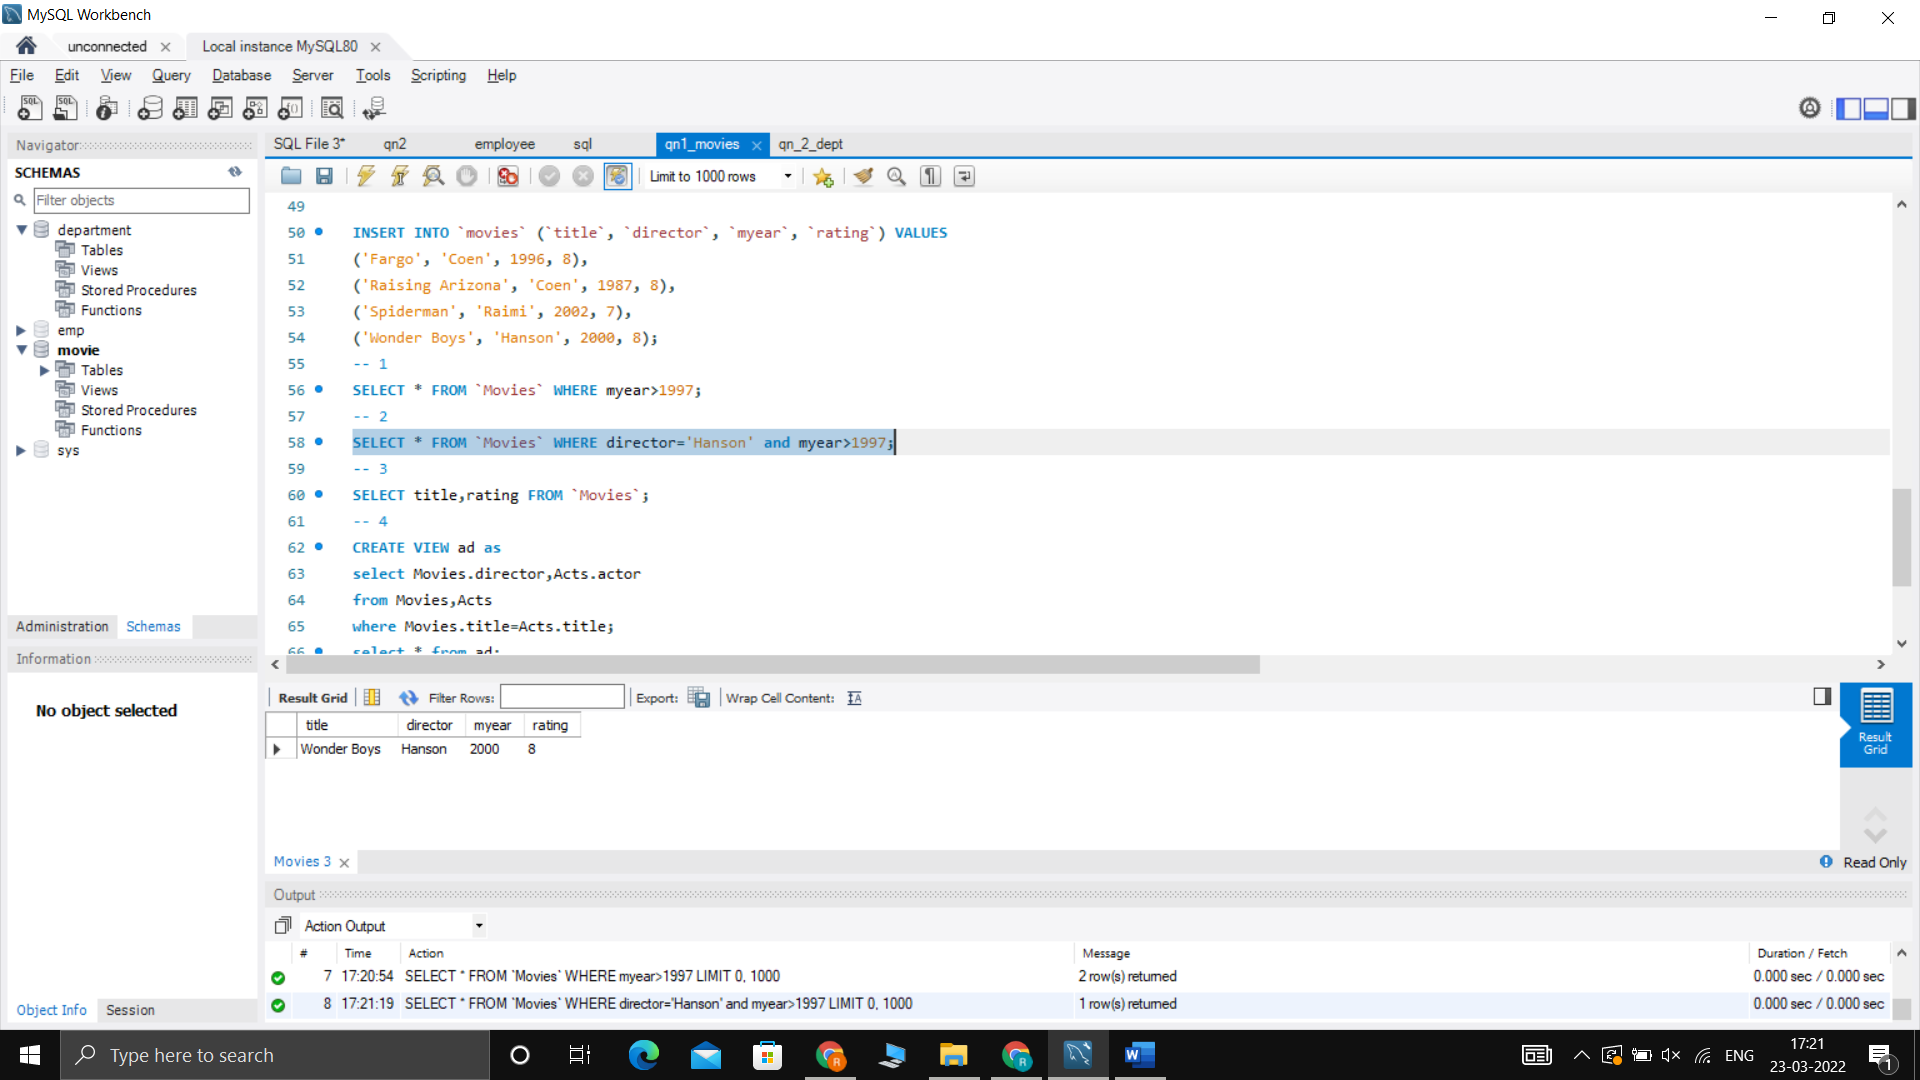 MySQL Workbench
unconnected
Local instance MySQL80
File Edit View Query Database Server Tools Scripting Help
Navigator
SCHEMAS
Filter objects
department
Tables
Views
Stored Procedures
Functions
emp
movie
Tables
Views
Stored Procedures
Functions
sys
Administration Schemas
Information
No object selected
Object Info Session
SQL File 3* qn2 employee sql qn1_movies qn_2_dept
Limit to 1000 rows
49
50 INSERT INTO `movies` (`title`, `director`, `myear`, `rating`) VALUES
51 ('Fargo', 'Coen', 1996, 8),
52 ('Raising Arizona', 'Coen', 1987, 8),
53 ('Spiderman', 'Raimi', 2002, 7),
54 ('Wonder Boys', 'Hanson', 2000, 8);
55 -- 1
56 SELECT * FROM `Movies` WHERE myear>1997;
57 -- 2
58 SELECT * FROM `Movies` WHERE director='Hanson' and myear>1997;
59 -- 3
60 SELECT title,rating FROM `Movies`;
61 -- 4
62 CREATE VIEW ad as
63 select Movies.director,Acts.actor
64 from Movies,Acts
65 where Movies.title=Acts.title;
66 select * from ad;
Result Grid Filter Rows: Export: Wrap Cell Content:
title director myear rating
Wonder Boys Hanson 2000 8
Result Grid
Movies 3
Read Only
Output
Action Output
# Time Action Message Duration / Fetch
7 17:20:54 SELECT * FROM `Movies` WHERE myear>1997 LIMIT 0, 1000 2 row(s) returned 0.000 sec / 0.000 sec
8 17:21:19 SELECT * FROM `Movies` WHERE director='Hanson' and myear>1997 LIMIT 0, 1000 1 row(s) returned 0.000 sec / 0.000 sec
Type here to search
ENG
17:21
23-03-2022
1